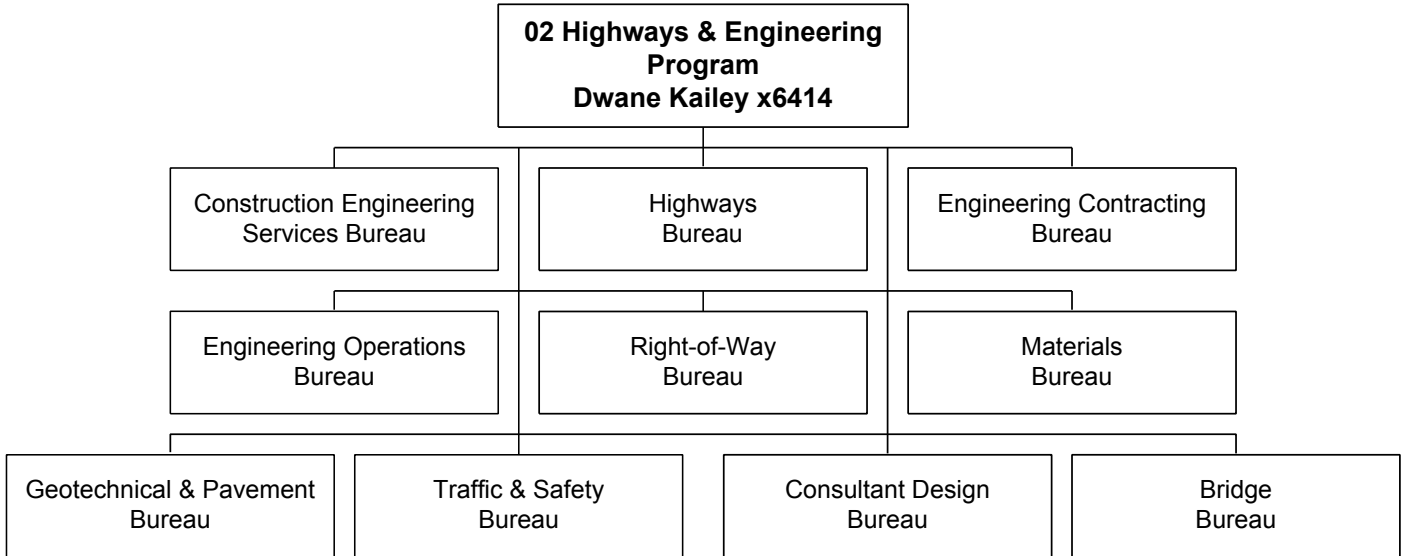 02 Highways & Engineering
Program
Dwane Kailey x6414
Construction Engineering
Services Bureau
Highways
Bureau
Engineering Contracting
Bureau
Engineering Operations
Bureau
Right-of-Way
Bureau
Materials
Bureau
Geotechnical & Pavement
Bureau
Traffic & Safety
Bureau
Consultant Design
Bureau
Bridge
Bureau